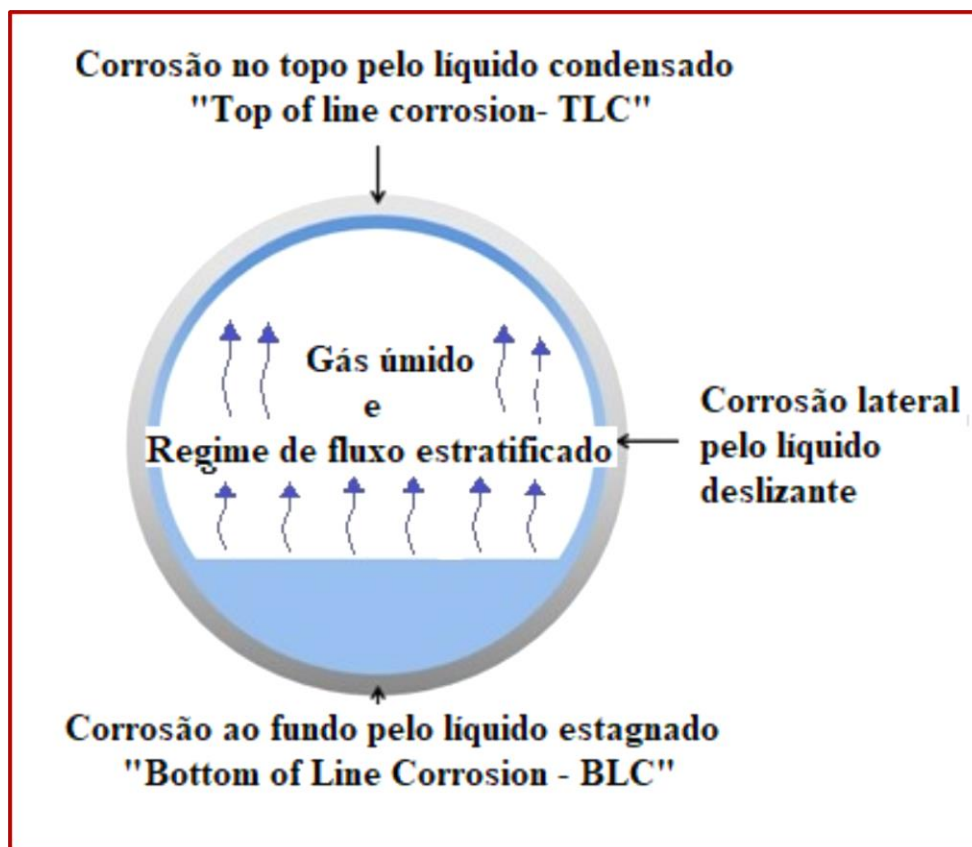 Corrosão no topo pelo líquido condensado
"Top of line corrosion- TLC"
Gás úmido
e
Regime de fluxo estratificado
Corrosão lateral
pelo líquido
deslizante
Corrosão ao fundo pelo líquido estagnado
"Bottom of Line Corrosion - BLC"